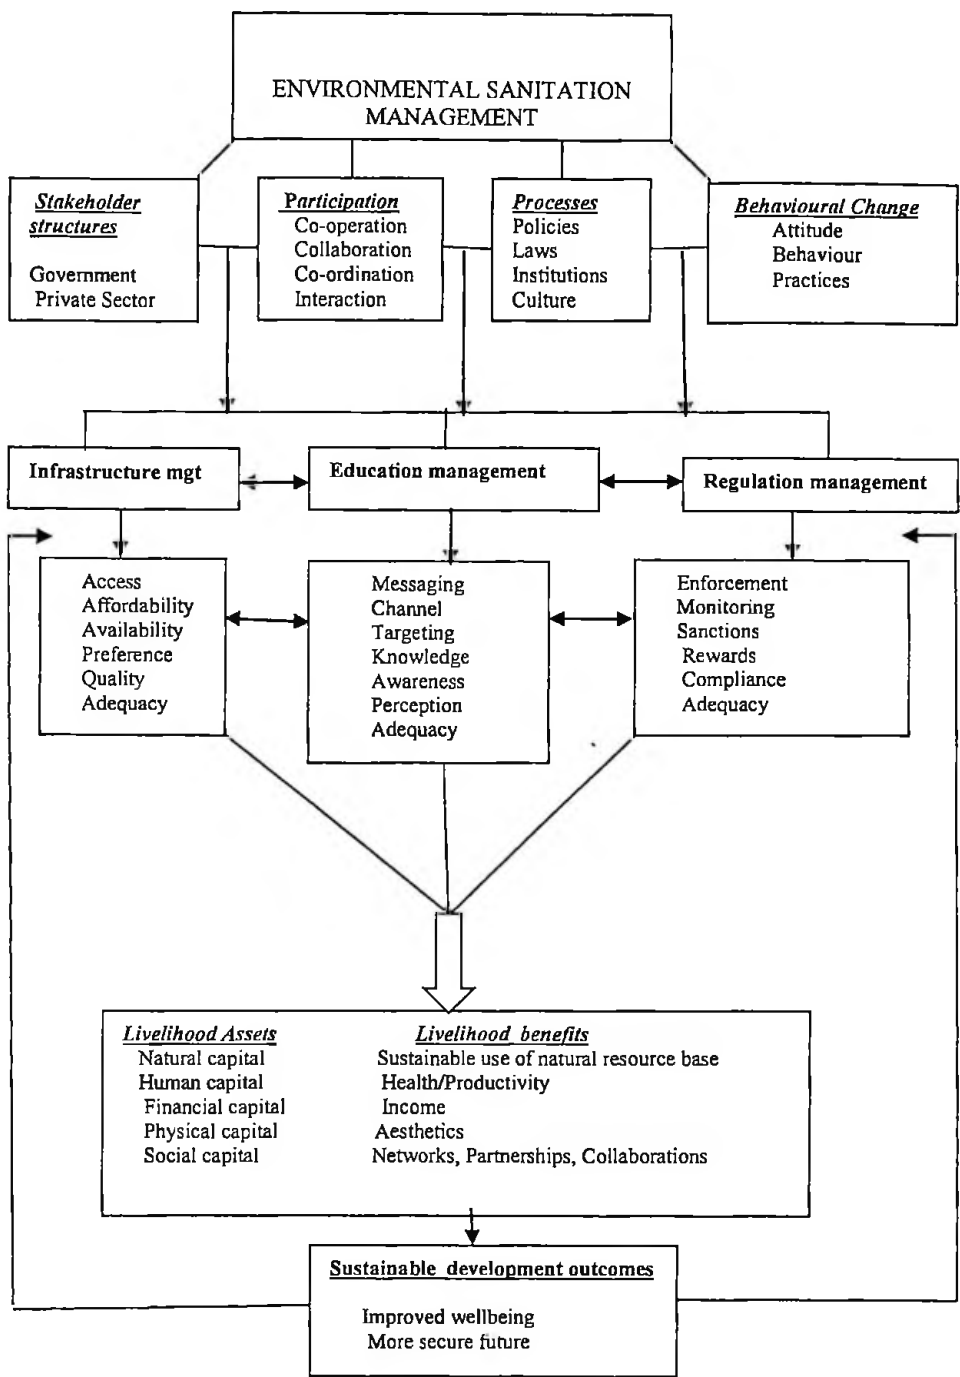 ENVIRONMENTAL SANITATION
MANAGEMENT
Stakeholder
structures
Government
Private Sector
Participation
Co-operation
Collaboration
Co-ordination
Interaction
Processes
Policies
Laws
Institutions
Culture
Behavioural Change
Attitude
Behaviour
Practices
Infrastructure mgt
Education management
Regulation management
Access
Affordability
Availability
Preference
Quality
Adequacy
Messaging
Channel
Targeting
Knowledge
Awareness
Perception
Adequacy
Enforcement
Monitoring
Sanctions
Rewards
Compliance
Adequacy
Livelihood Assets
Natural capital
Human capital
Financial capital
Physical capital
Social capital
Livelihood benefits
Sustainable use of natural resource base
Health/Productivity
Income
Aesthetics
Networks, Partnerships, Collaborations
Sustainable development outcomes
Improved wellbeing
More secure future